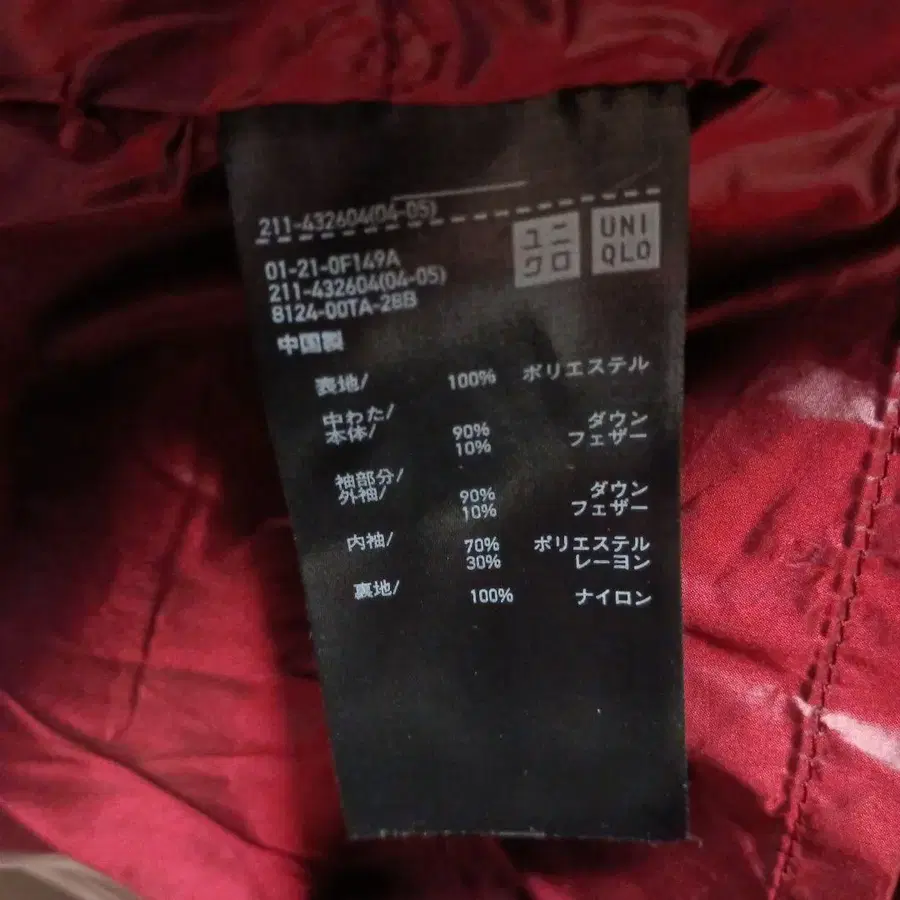 211-432604(04-05)
ユニクロ UNIQLO
01-21-0F149A
211-432604(04-05)
8124-00TA-28B
中国製
表地/ 100% ポリエステル
中わた/
本体/ 90% ダウン
10% フェザー
袖部分/
外袖/ 90% ダウン
10% フェザー
内袖/ 70% ポリエステル
30% レーヨン
裏地/ 100% ナイロン